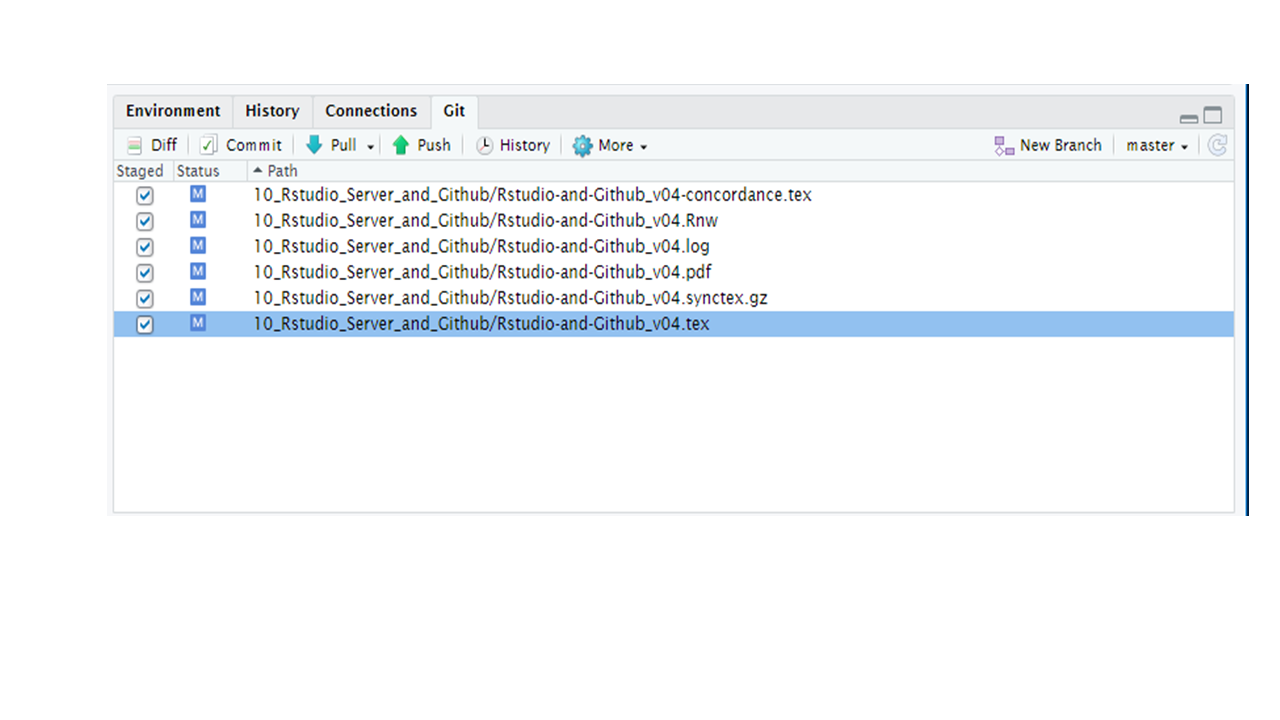 Environment History Connections Git
Diff Commit Pull Push History More New Branch master
Staged Status Path
M 10_Rstudio_Server_and_Github/Rstudio-and-Github_v04-concordance.tex
M 10_Rstudio_Server_and_Github/Rstudio-and-Github_v04.Rnw
M 10_Rstudio_Server_and_Github/Rstudio-and-Github_v04.log
M 10_Rstudio_Server_and_Github/Rstudio-and-Github_v04.pdf
M 10_Rstudio_Server_and_Github/Rstudio-and-Github_v04.synctex.gz
M 10_Rstudio_Server_and_Github/Rstudio-and-Github_v04.tex